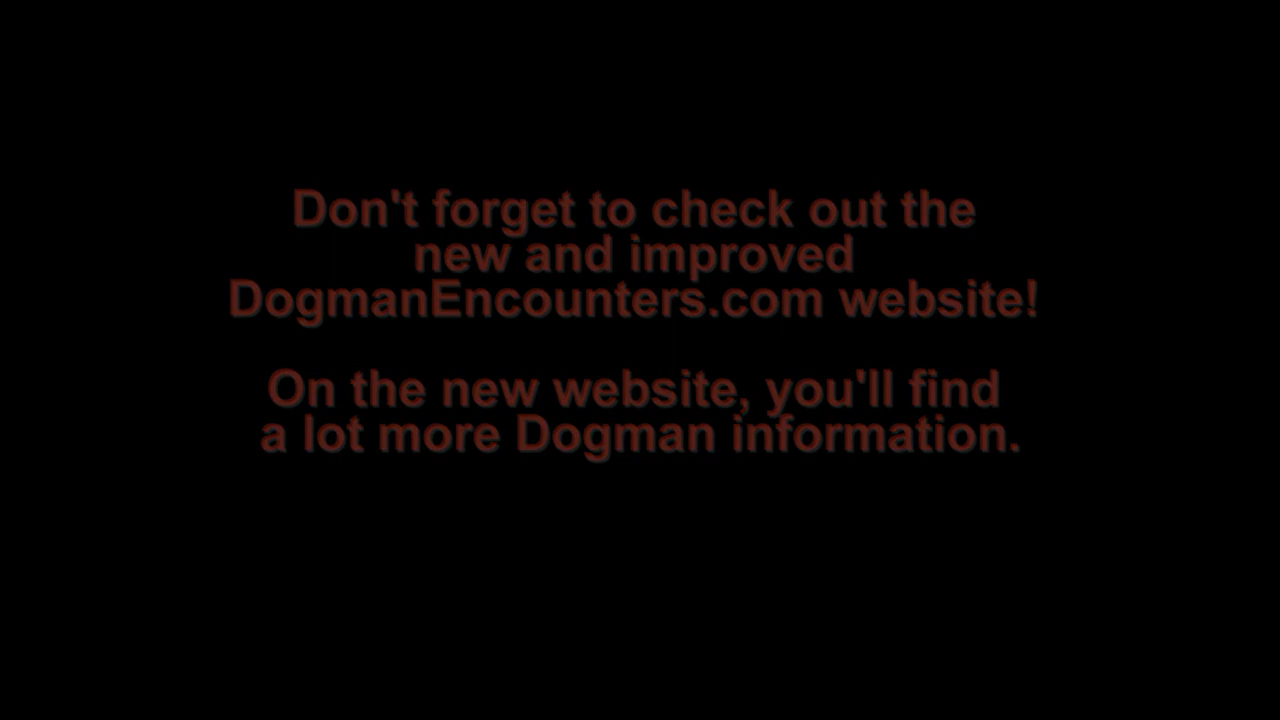 Don't forget to check out the
new and improved
DogmanEncounters.com website!
On the new website, you'll find
a lot more Dogman information.